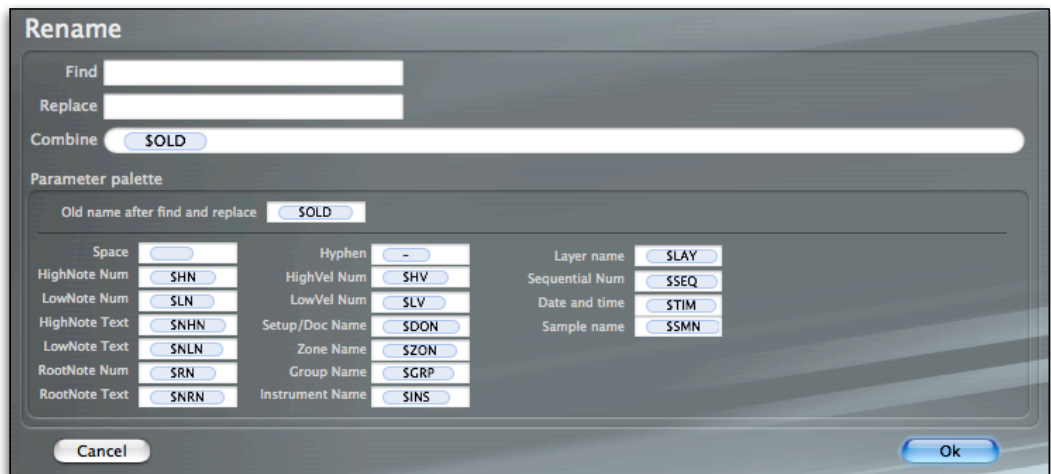 Rename
Find
Replace
Combine $OLD
Parameter palette
Old name after find and replace $OLD
Space Hyphen - Layer name $LAY
HighNote Num $HN HighVel Num $HV Sequential Num $SEQ
LowNote Num $LN LowVel Num $LV Date and time $TIM
HighNote Text $NHN Setup/Doc Name $DON Sample name $SMN
LowNote Text $NLN Zone Name $ZON
RootNote Num $RN Group Name $GRP
RootNote Text $NRN Instrument Name $INS
Cancel Ok